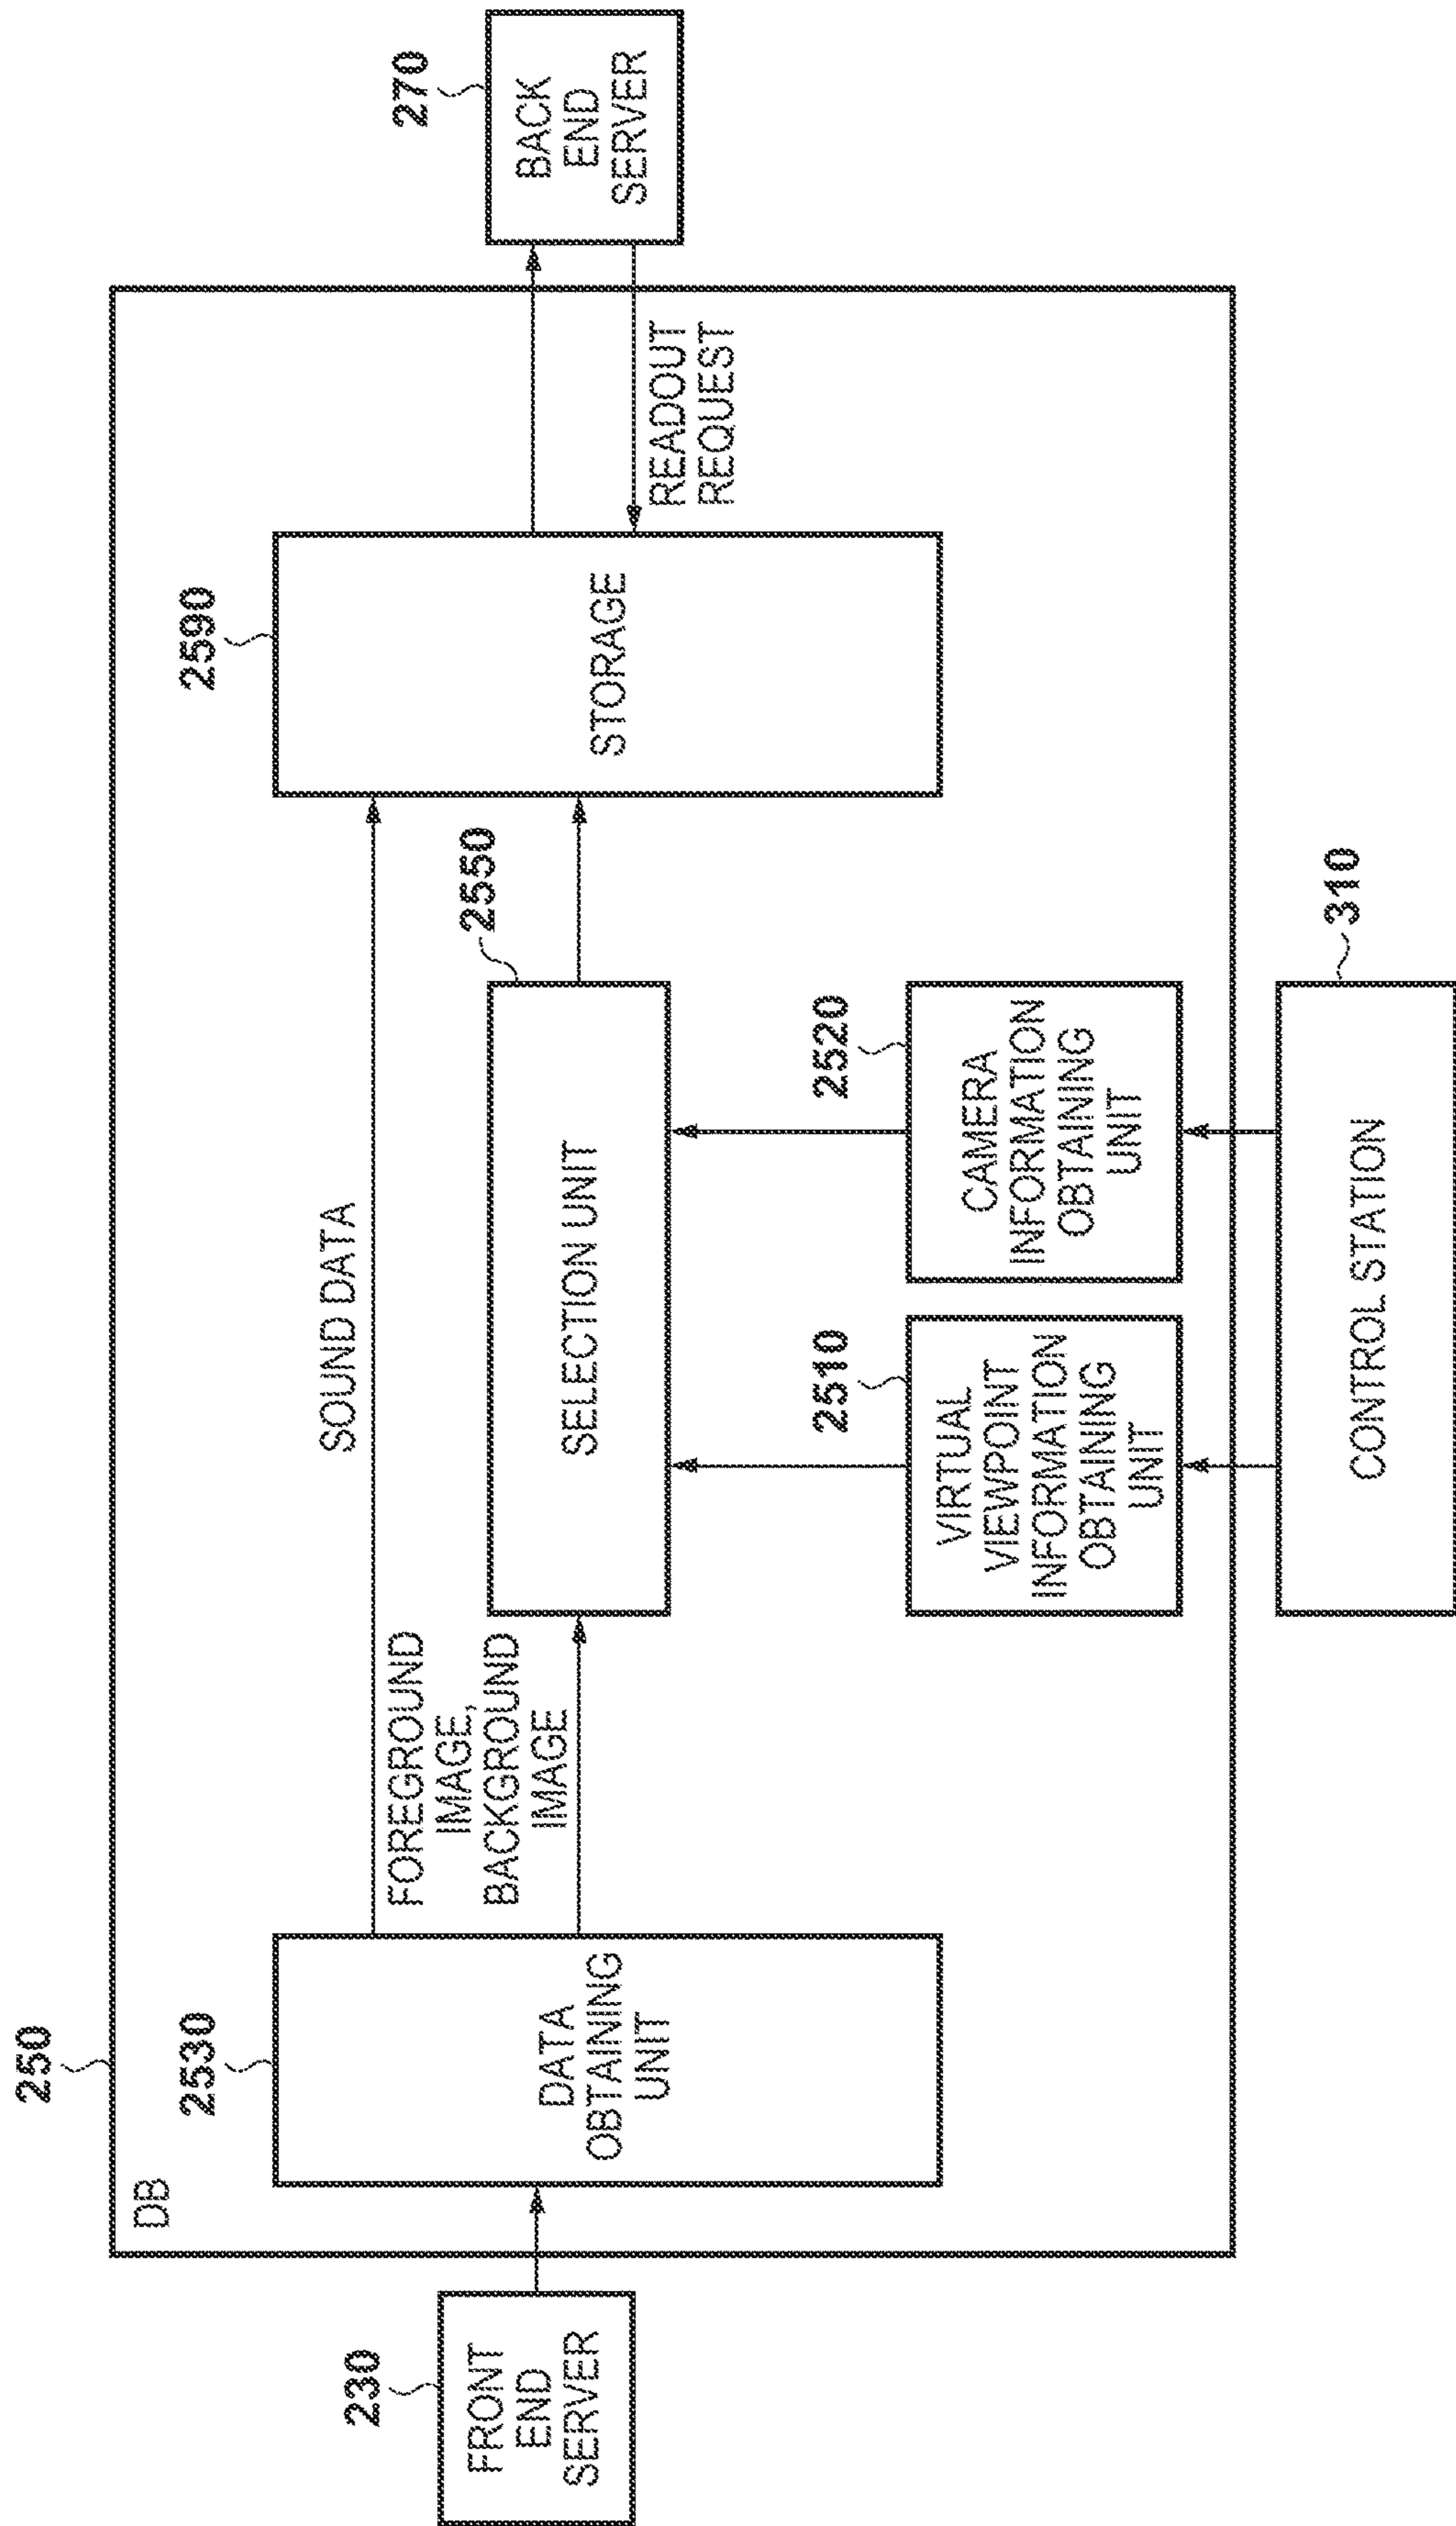 250
DB
230
FRONT
END
SERVER
2530
DATA
OBTAINING
UNIT
SOUND DATA
FOREGROUND
IMAGE,
BACKGROUND
IMAGE
2550
SELECTION UNIT
2590
STORAGE
READOUT
REQUEST
270
BACK
END
SERVER
2510
VIRTUAL
VIEWPOINT
INFORMATION
OBTAINING
UNIT
2520
CAMERA
INFORMATION
OBTAINING
UNIT
310
CONTROL STATION